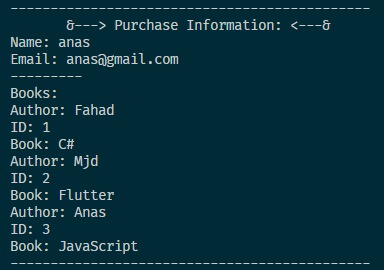 ---------------------------------------------
&---> Purchase Information: <---&
Name: anas
Email: anas@gmail.com
---------
Books:
Author: Fahad
ID: 1
Book: C#
Author: Mjd
ID: 2
Book: Flutter
Author: Anas
ID: 3
Book: JavaScript
---------------------------------------------